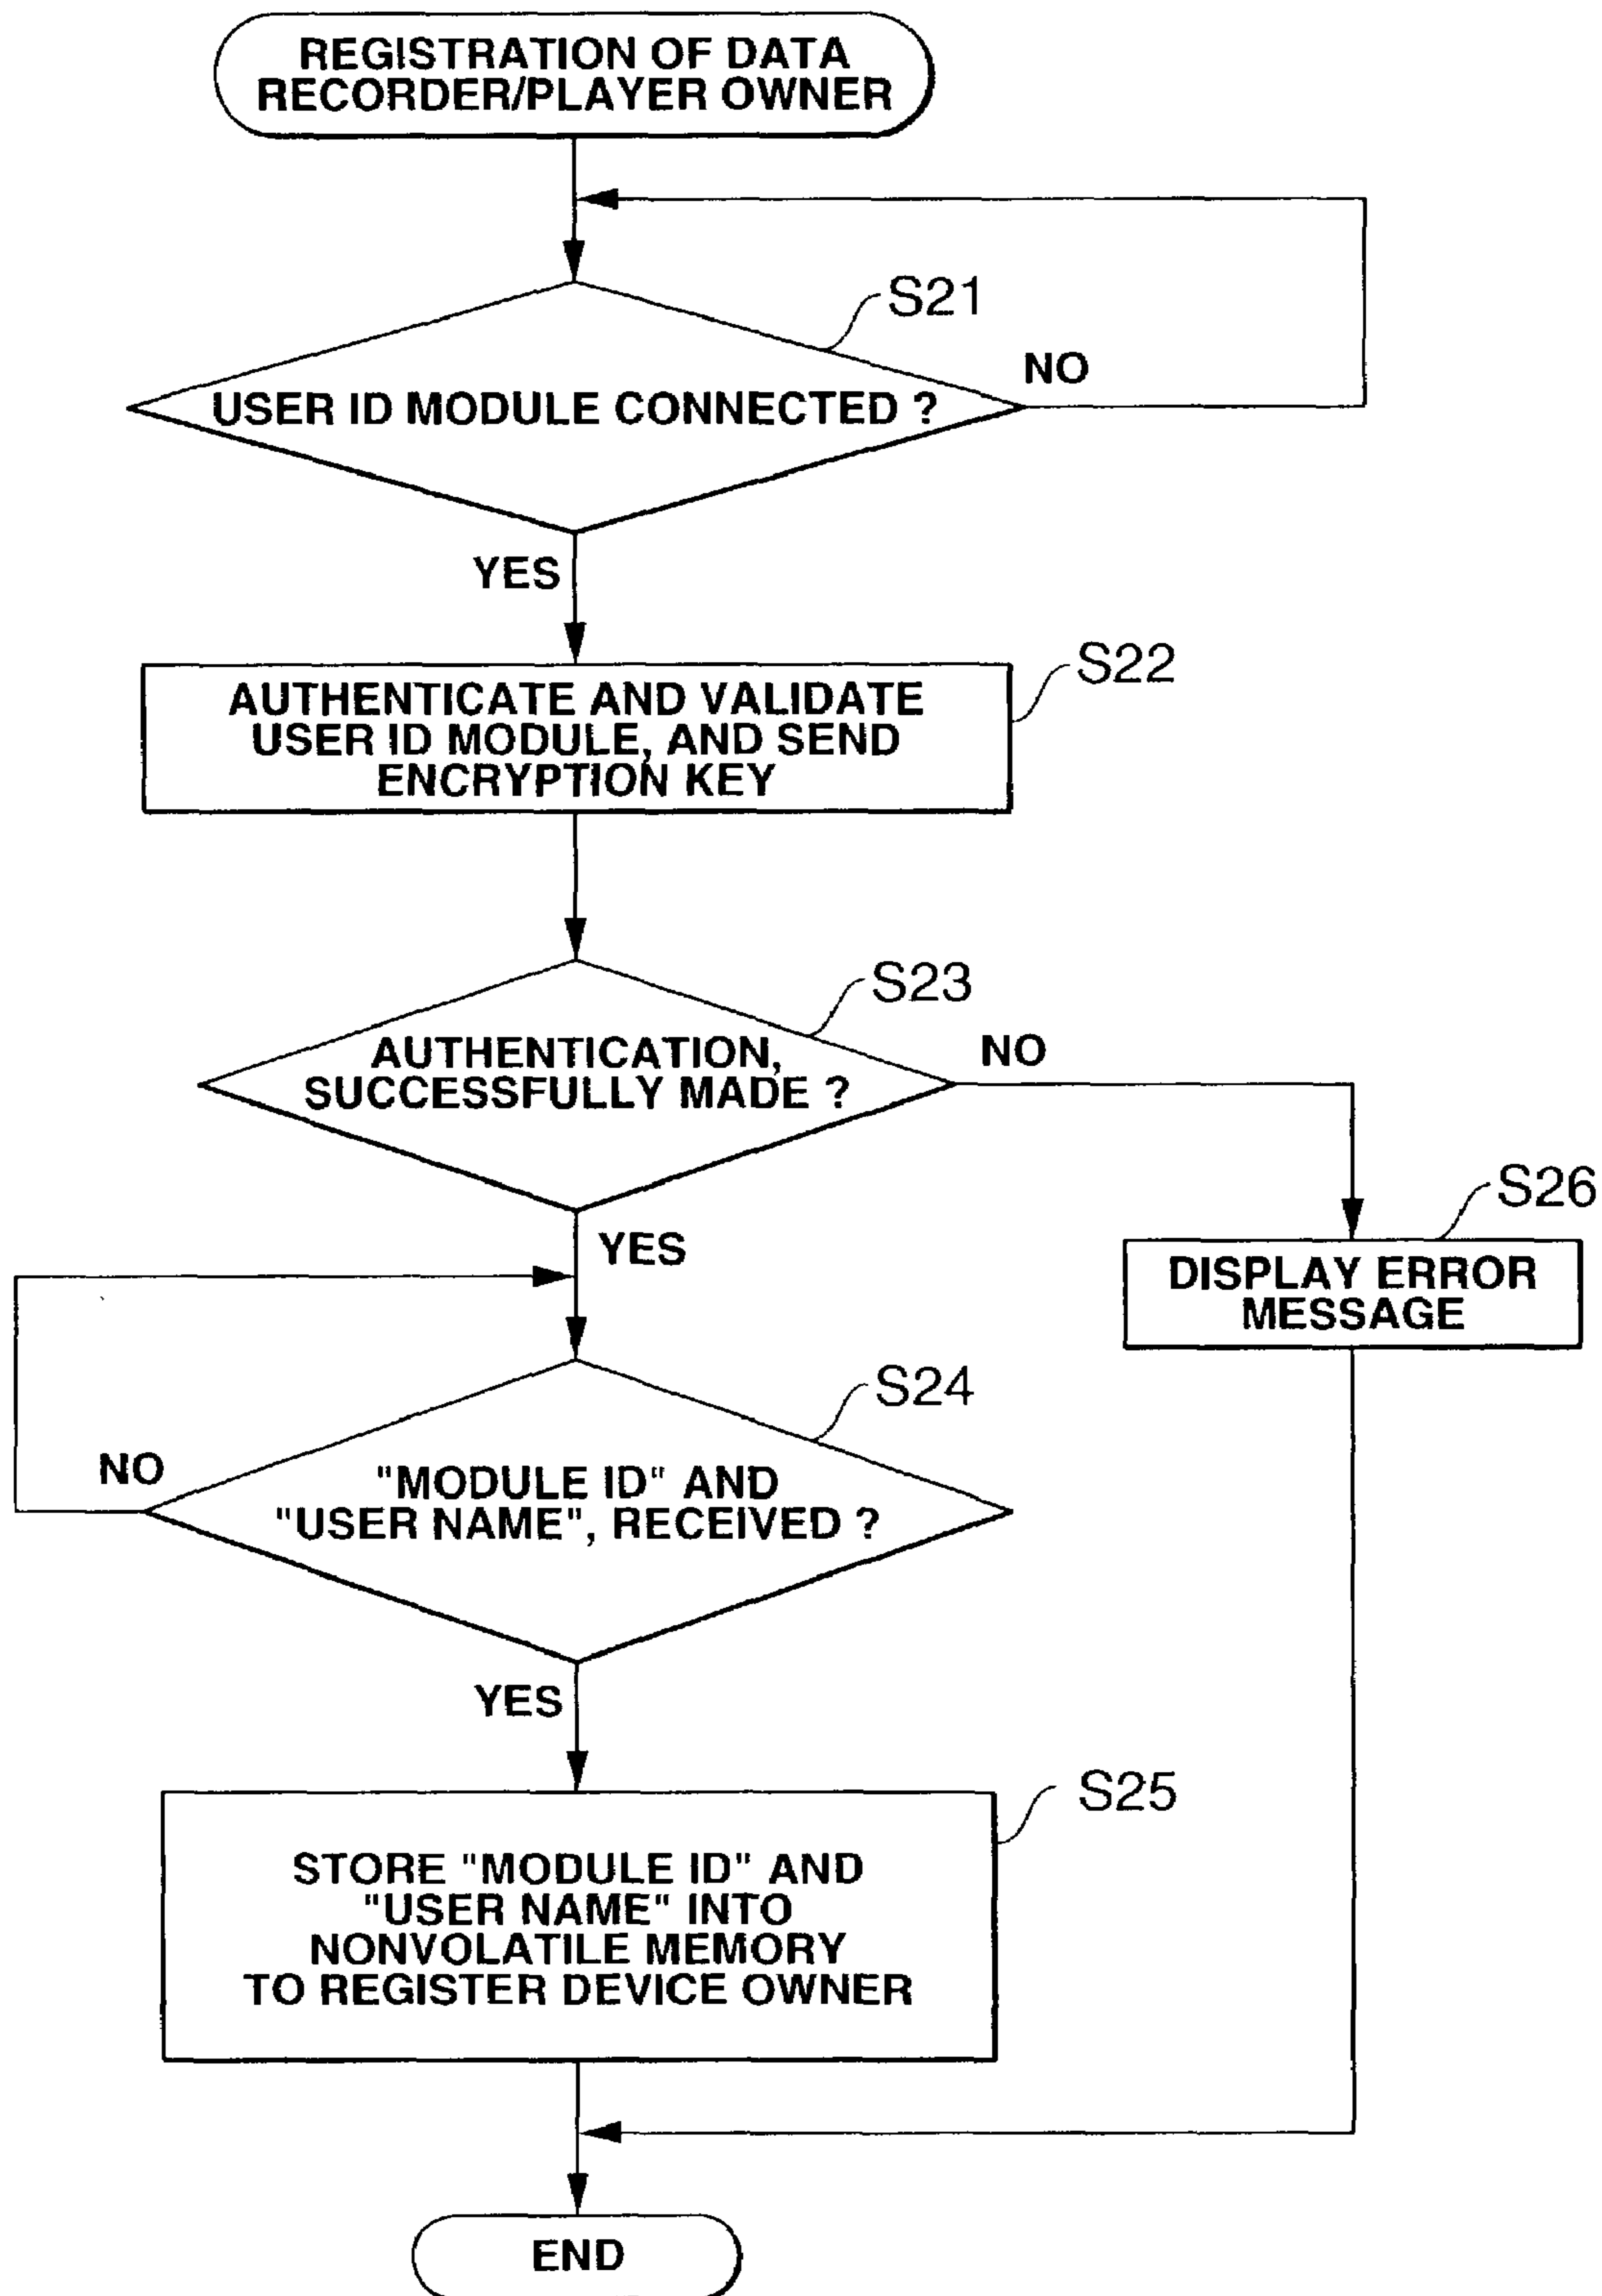 REGISTRATION OF DATA
RECORDER/PLAYER OWNER
S21
NO
USER ID MODULE CONNECTED ?
YES
S22
AUTHENTICATE AND VALIDATE
USER ID MODULE, AND SEND
ENCRYPTION KEY
S23
NO
AUTHENTICATION,
SUCCESSFULLY MADE ?
S26
YES
DISPLAY ERROR
MESSAGE
S24
NO
"MODULE ID" AND
"USER NAME", RECEIVED ?
YES
S25
STORE "MODULE ID" AND
"USER NAME" INTO
NONVOLATILE MEMORY
TO REGISTER DEVICE OWNER
END